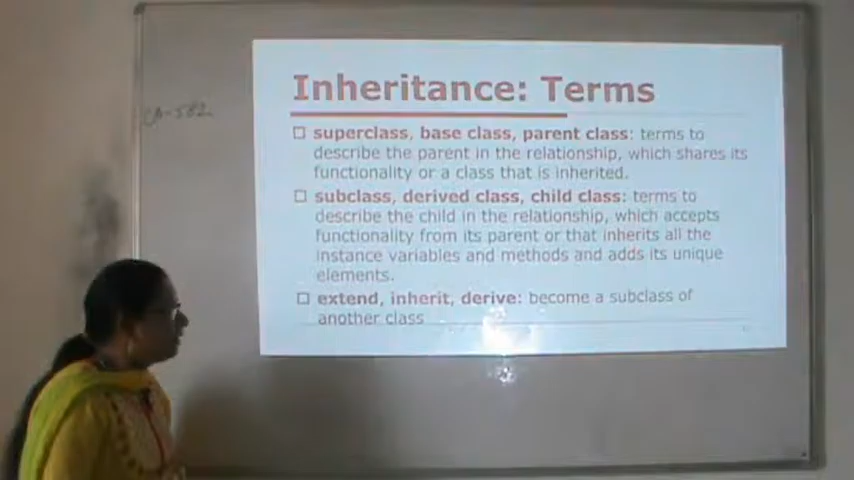 Inheritance: Terms
superclass, base class, parent class: terms to
describe the parent in the relationship, which shares its
functionality or a class that is inherited.
subclass, derived class, child class: terms to
describe the child in the relationship, which accepts
functionality from its parent or that inherits all the
instance variables and methods and adds its unique
elements.
extend, inherit, derive: become a subclass of
another class